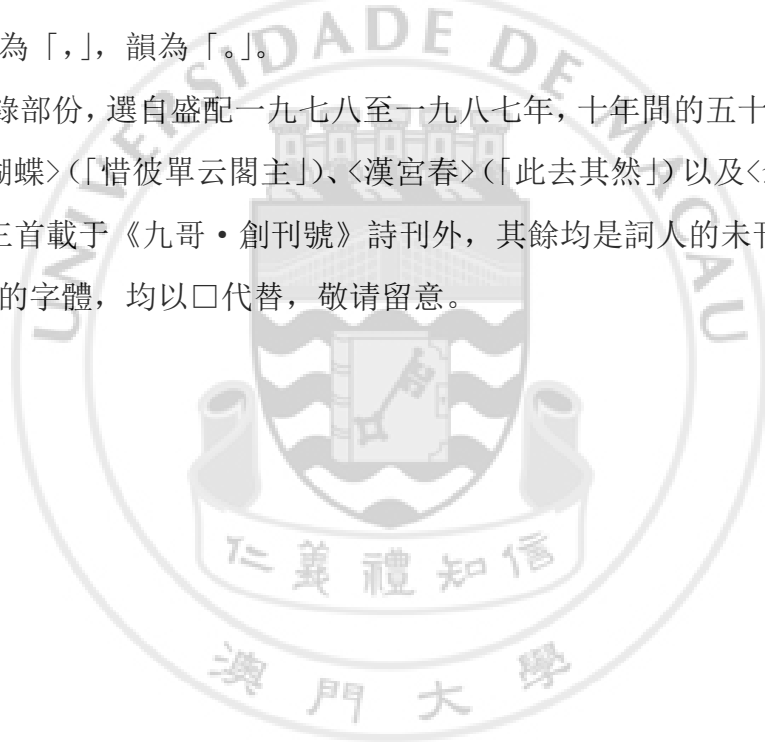 為「，」，韻為「。」。
錄部份，選自盛配一九七八至一九八七年，十年間的五十
蝴蝶>（「惜彼單云閣主」）、<漢宮春>（「此去其然」）以及<
三首載于《九哥·創刊號》詩刊外，其餘均是詞人的未刊
的字體，均以□代替，敬请留意。
UNIVERSIDADE DE MACAU
仁義禮知信
澳門大學